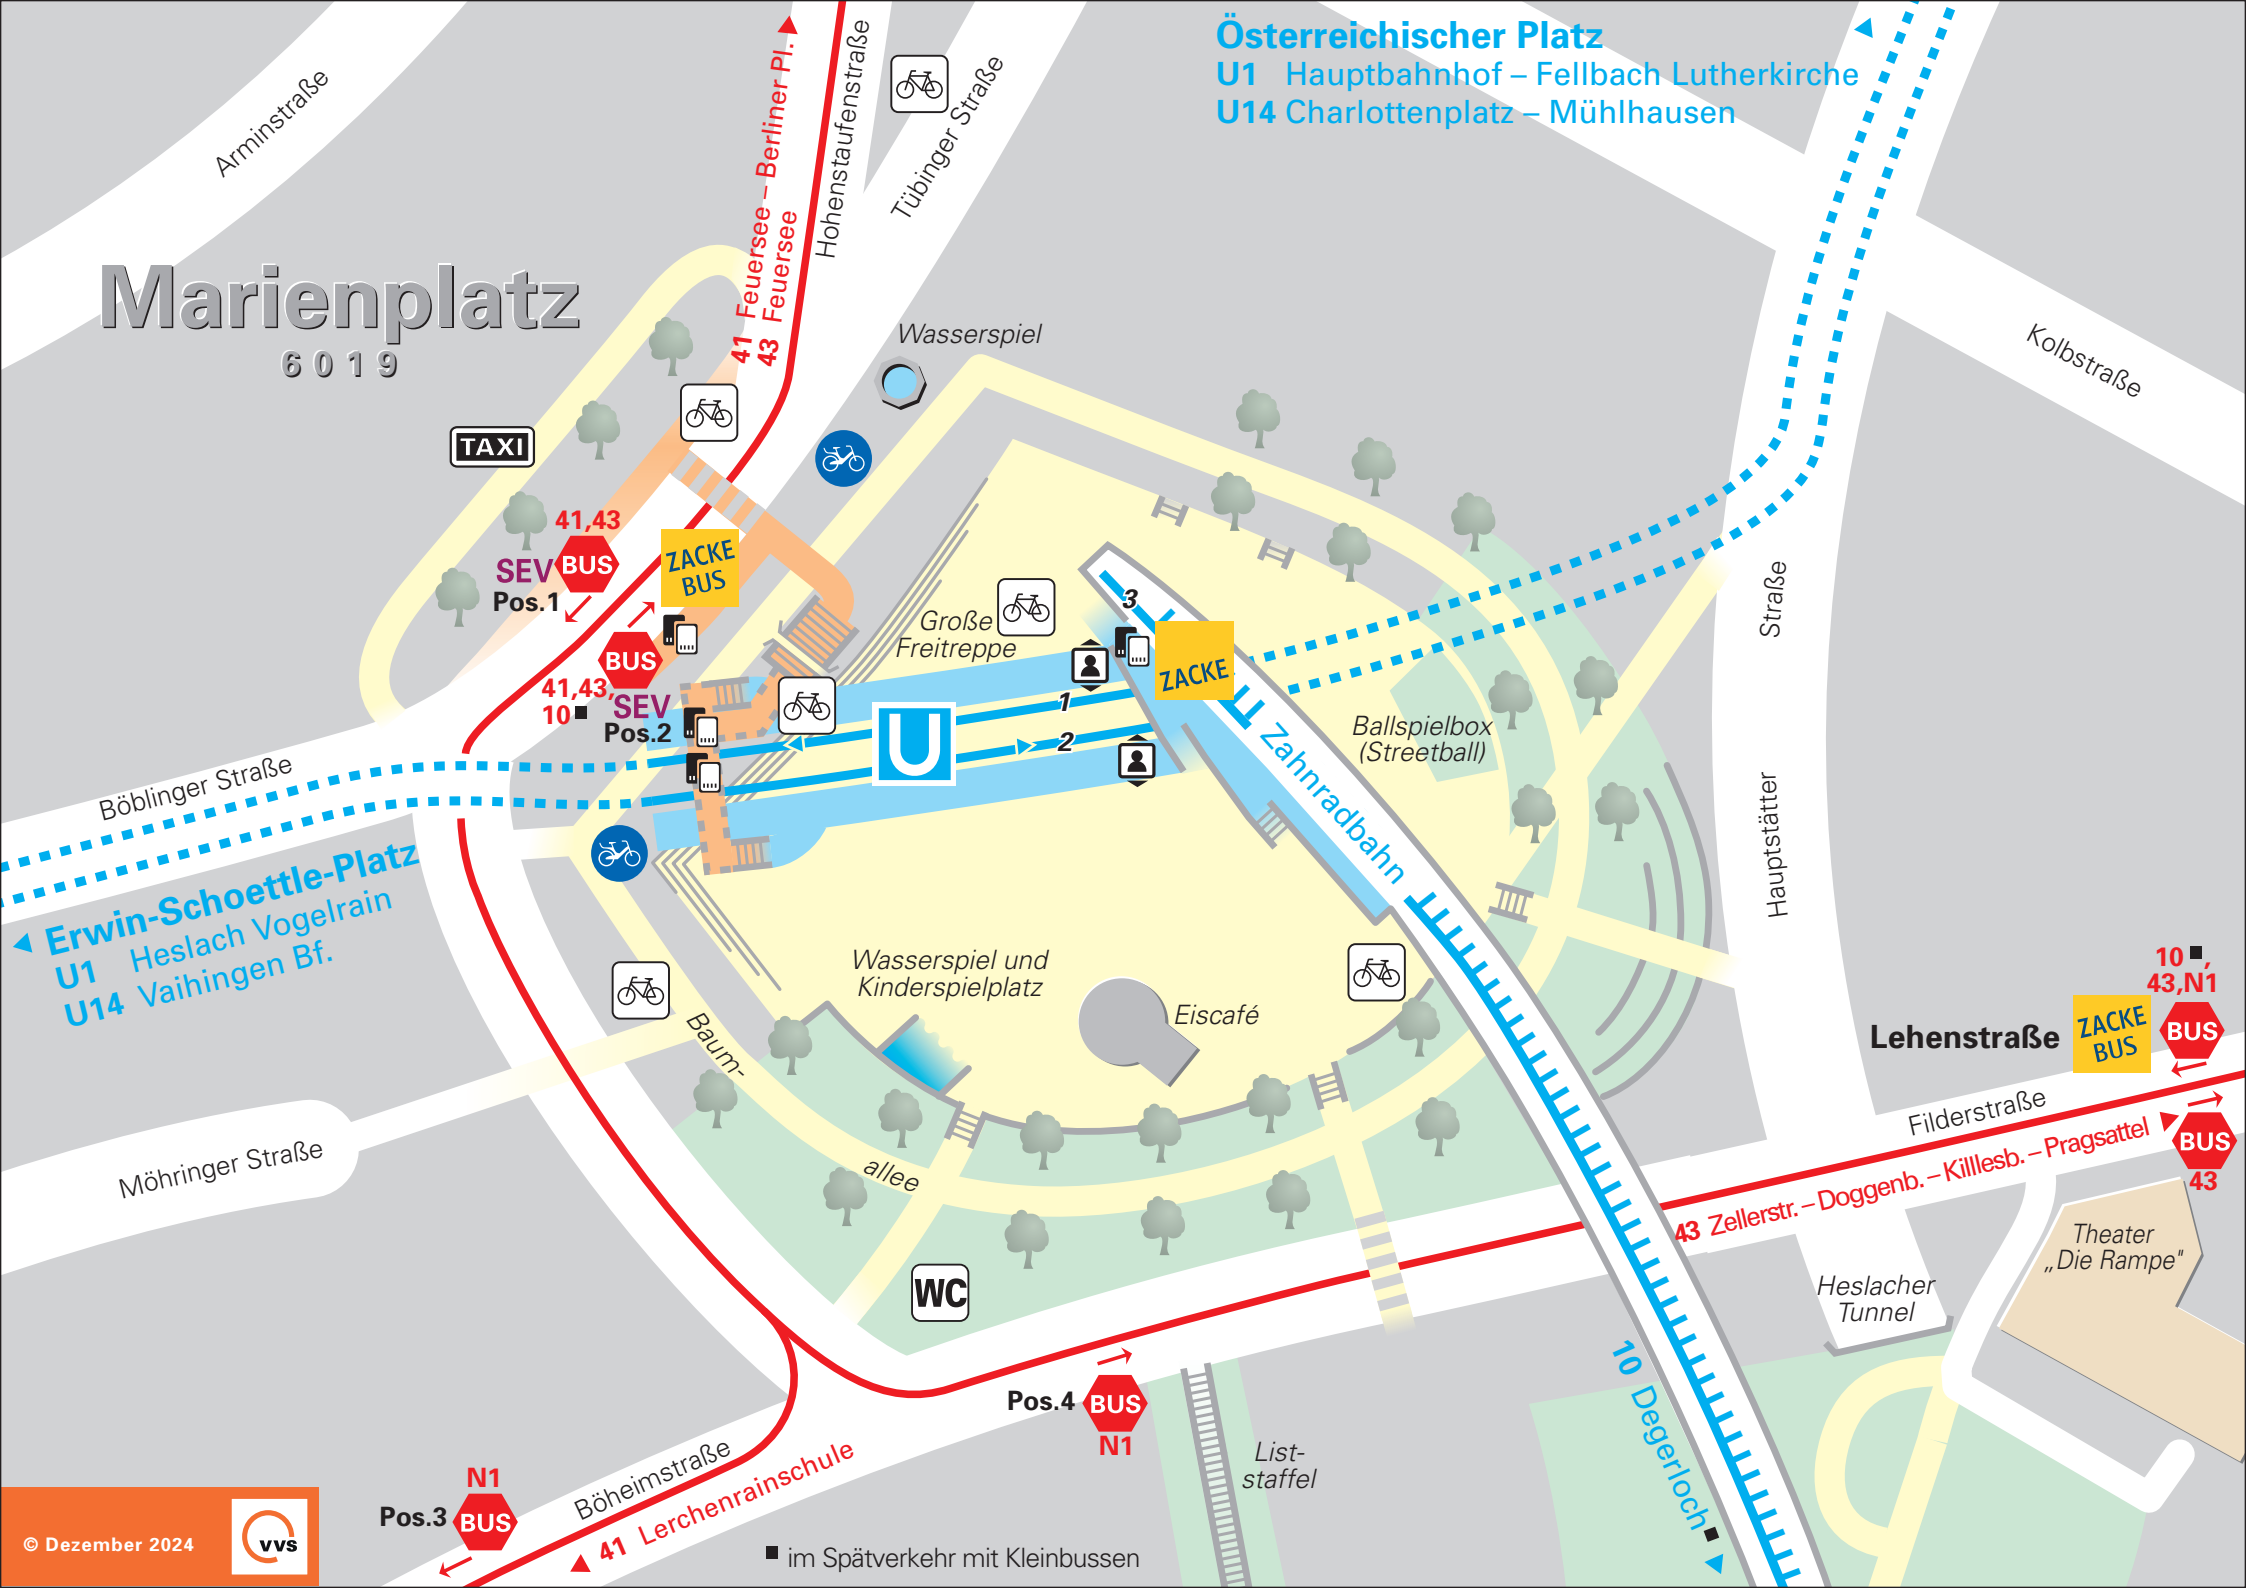 Österreichischer Platz
U1 Hauptbahnhof – Fellbach Lutherkirche
U14 Charlottenplatz – Mühlhausen
Arminstraße
41 Feuersee – Berliner Pl.
43 Feuersee
Hohenstaufenstraße
Tübinger Straße
Marienplatz
6019
Wasserspiel
Kolbstraße
TAXI
41,43
BUS
SEV
Pos.1
ZACKE
BUS
BUS
41,43,
10
SEV
Pos.2
Große
Freitreppe
3
ZACKE
1
2
U
Zahnradbahn
Ballspielbox
(Streetball)
Hauptstätter
Straße
Böblinger Straße
Erwin-Schoettle-Platz
U1 Heslach Vogelrain
U14 Vaihingen Bf.
Wasserspiel und
Kinderspielplatz
Eiscafé
Baum-
allee
Möhringer Straße
10 ,
43,N1
Lehenstraße
ZACKE
BUS
BUS
Filderstraße
43 Zellerstr. – Doggenb. – Killlesb. – Pragsattel
BUS
43
Theater
„Die Rampe"
Heslacher
Tunnel
WC
10 Degerloch
Pos.4
BUS
N1
List-
staffel
N1
Pos.3
BUS
Böheimstraße
41 Lerchenrainschule
im Spätverkehr mit Kleinbussen
© Dezember 2024
vvs